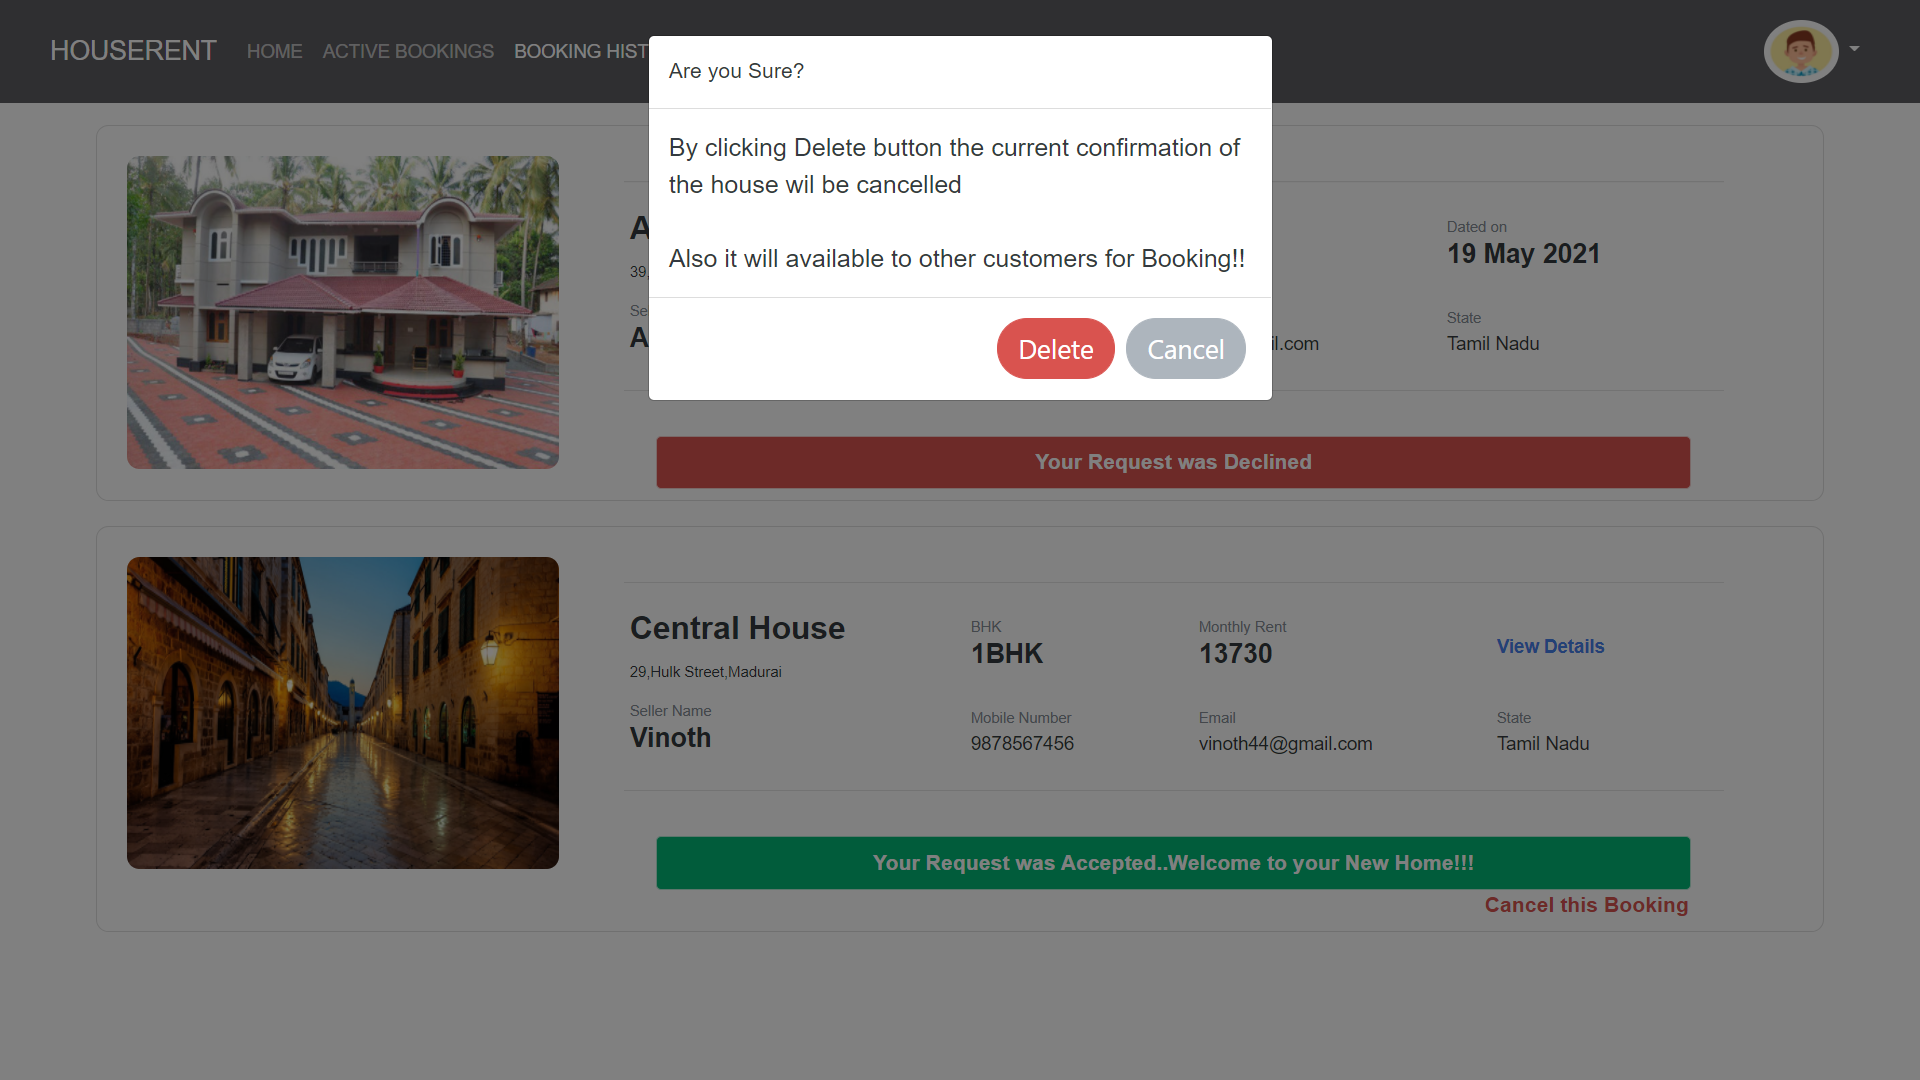 HOUSERENT HOME ACTIVE BOOKINGS BOOKING HIST
Are you Sure?
By clicking Delete button the current confirmation of
the house wil be cancelled
Also it will available to other customers for Booking!!
Delete Cancel
A
39,
Se
A
Dated on
19 May 2021
il.com
State
Tamil Nadu
Your Request was Declined
Central House
29,Hulk Street,Madurai
BHK
1BHK
Monthly Rent
13730
View Details
Seller Name
Vinoth
Mobile Number
9878567456
Email
vinoth44@gmail.com
State
Tamil Nadu
Your Request was Accepted..Welcome to your New Home!!!
Cancel this Booking